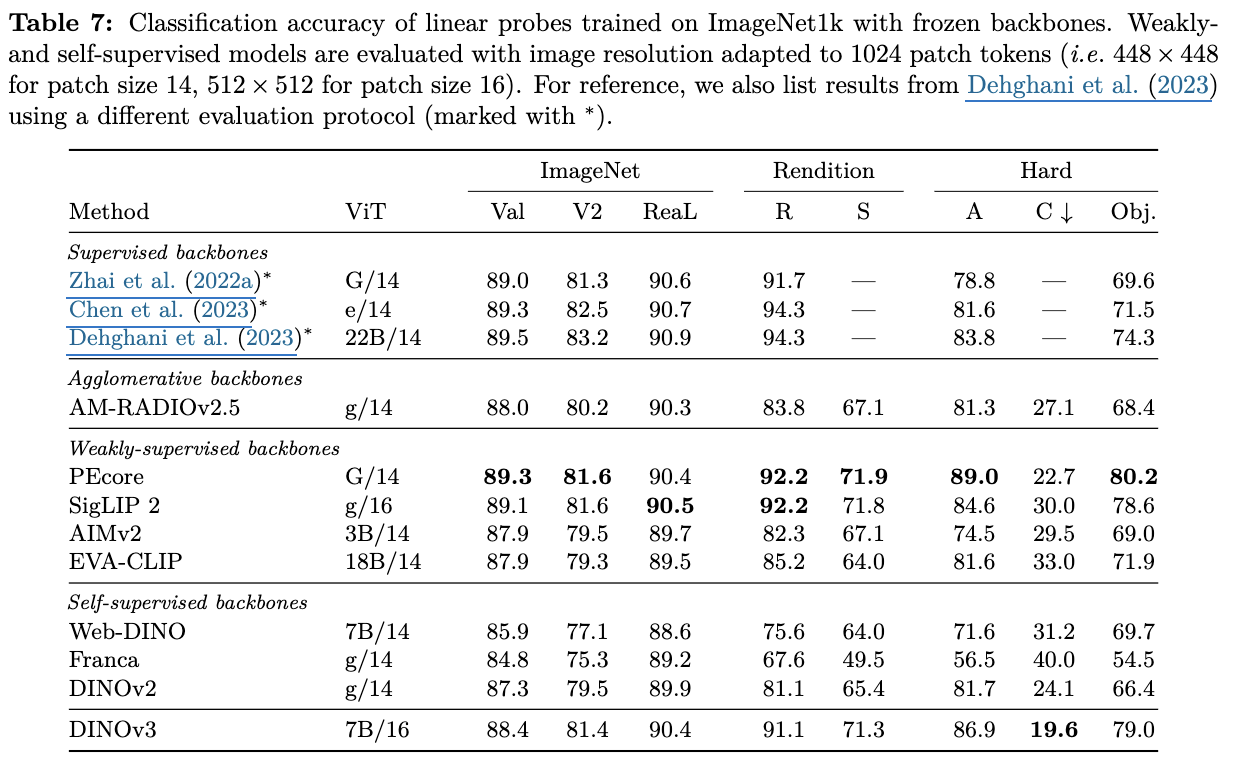 Table 7: Classification accuracy of linear probes trained on ImageNet1k with frozen backbones. Weakly-
and self-supervised models are evaluated with image resolution adapted to 1024 patch tokens (i.e. 448 × 448
for patch size 14, 512 × 512 for patch size 16). For reference, we also list results from Dehghani et al. (2023)
using a different evaluation protocol (marked with *).
ImageNet Rendition Hard
Method ViT Val V2 ReaL R S A C ↓ Obj.
Supervised backbones
Zhai et al. (2022a)* G/14 89.0 81.3 90.6 91.7 — 78.8 — 69.6
Chen et al. (2023)* e/14 89.3 82.5 90.7 94.3 — 81.6 — 71.5
Dehghani et al. (2023)* 22B/14 89.5 83.2 90.9 94.3 — 83.8 — 74.3
Agglomerative backbones
AM-RADIOv2.5 g/14 88.0 80.2 90.3 83.8 67.1 81.3 27.1 68.4
Weakly-supervised backbones
PEcore G/14 89.3 81.6 90.4 92.2 71.9 89.0 22.7 80.2
SigLIP 2 g/16 89.1 81.6 90.5 92.2 71.8 84.6 30.0 78.6
AIMv2 3B/14 87.9 79.5 89.7 82.3 67.1 74.5 29.5 69.0
EVA-CLIP 18B/14 87.9 79.3 89.5 85.2 64.0 81.6 33.0 71.9
Self-supervised backbones
Web-DINO 7B/14 85.9 77.1 88.6 75.6 64.0 71.6 31.2 69.7
Franca g/14 84.8 75.3 89.2 67.6 49.5 56.5 40.0 54.5
DINOv2 g/14 87.3 79.5 89.9 81.1 65.4 81.7 24.1 66.4
DINOv3 7B/16 88.4 81.4 90.4 91.1 71.3 86.9 19.6 79.0